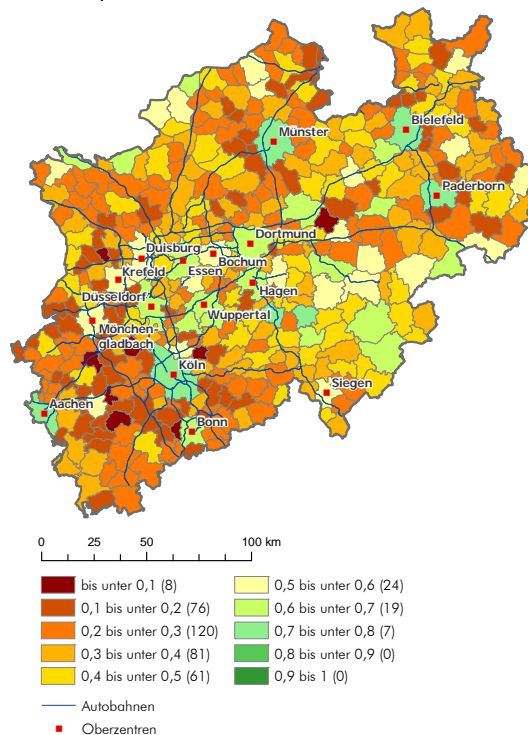 Münster
Bielefeld
Paderborn
Dortmund
Duisburg
Bochum
Essen
Krefeld
Hagen
Düsseldorf
Wuppertal
Mönchen-
gladbach
Köln
Siegen
Aachen
Bonn
0 50 100 km
bis unter 0,1 (8)
0,1 bis unter 0,2 (76)
0,2 bis unter 0,3 (120)
0,3 bis unter 0,4 (81)
0,4 bis unter 0,5 (61)
0,5 bis unter 0,6 (24)
0,6 bis unter 0,7 (19)
0,7 bis unter 0,8 (7)
0,8 bis unter 0,9 (0)
0,9 bis 1 (0)
Autobahnen
Oberzentren